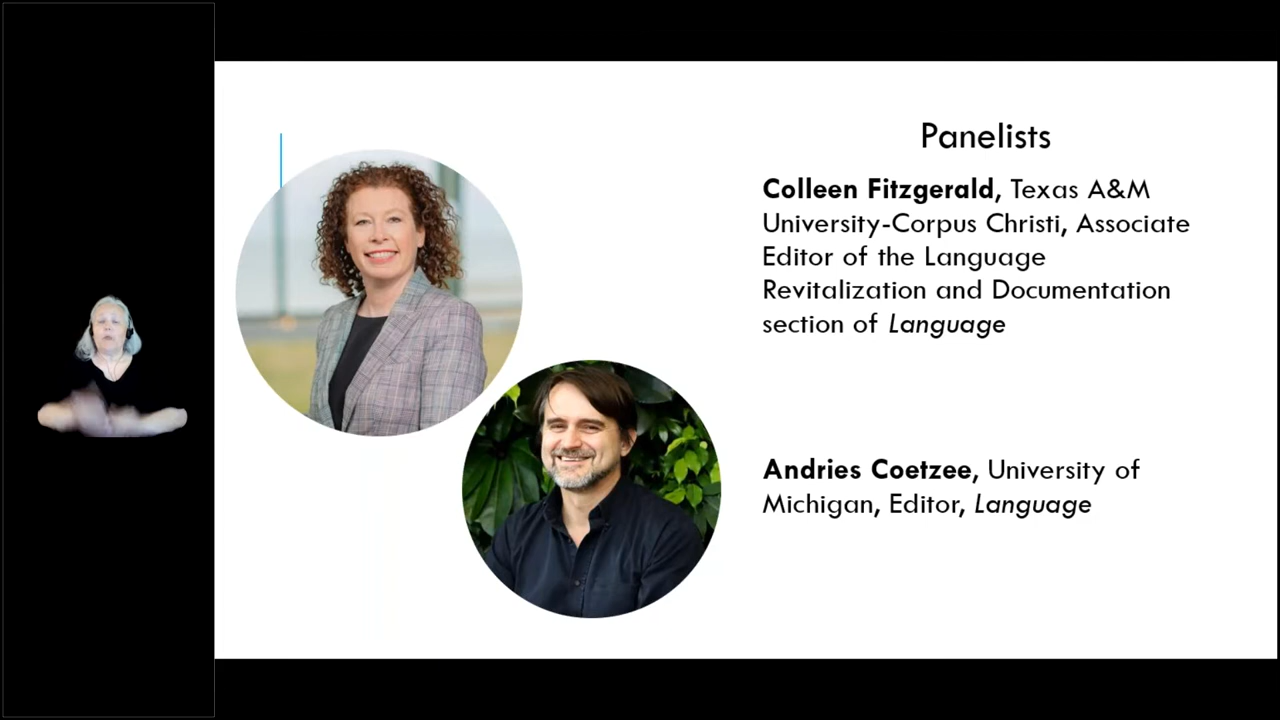 Panelists
Colleen Fitzgerald, Texas A&M
University-Corpus Christi, Associate
Editor of the Language
Revitalization and Documentation
section of Language
Andries Coetzee, University of
Michigan, Editor, Language